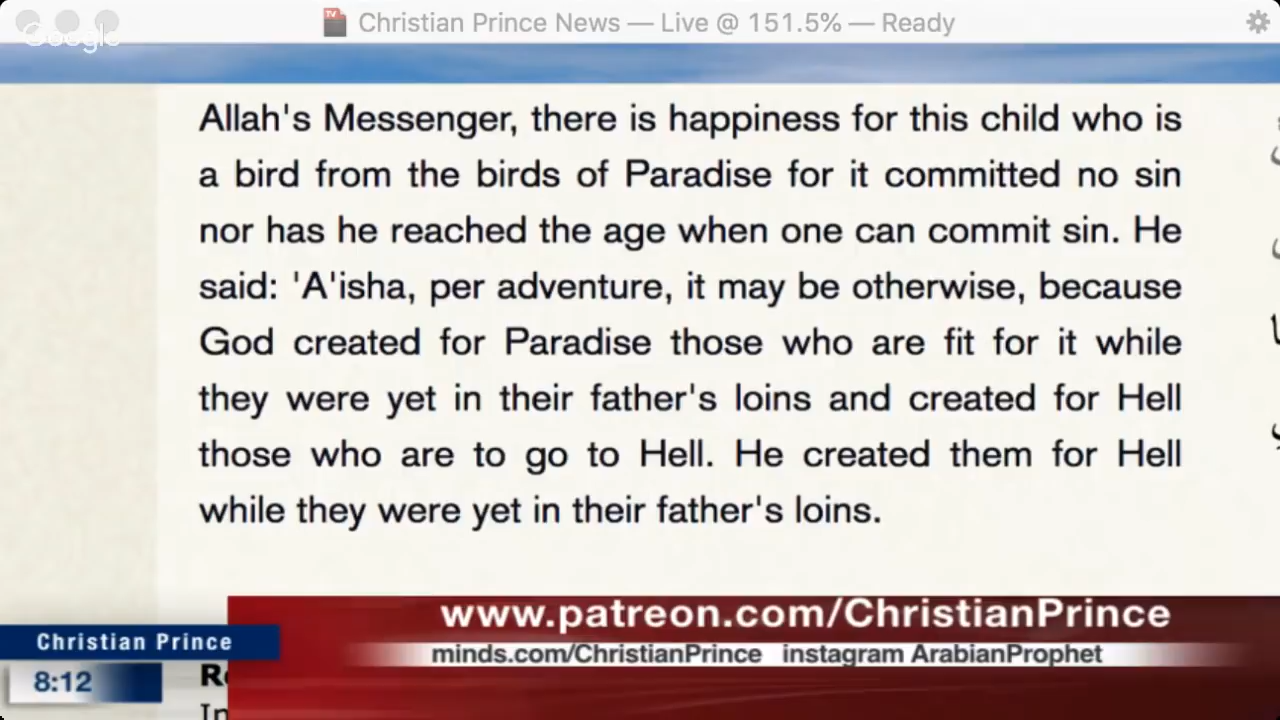 Christian Prince News — Live @ 151.5% — Ready
Google
Allah's Messenger, there is happiness for this child who is
a bird from the birds of Paradise for it committed no sin
nor has he reached the age when one can commit sin. He
said: 'A'isha, per adventure, it may be otherwise, because
God created for Paradise those who are fit for it while
they were yet in their father's loins and created for Hell
those who are to go to Hell. He created them for Hell
while they were yet in their father's loins.
www.patreon.com/ChristianPrince
Christian Prince
minds.com/ChristianPrince instagram ArabianProphet
8:12